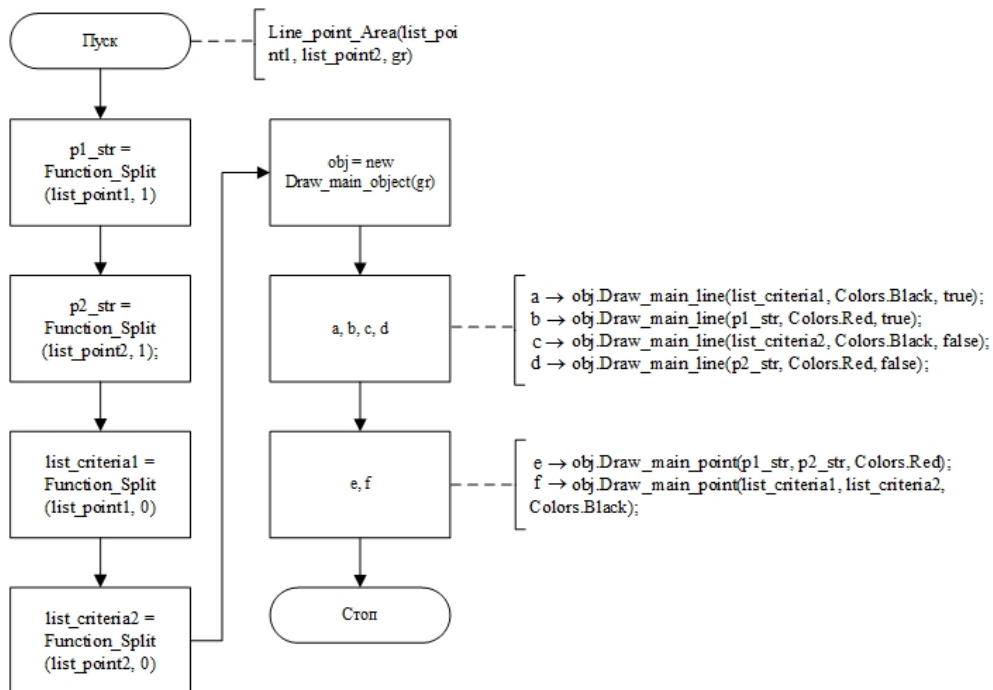 Пуск
Line_point_Area(list_poi
nt1, list_point2, gr)
p1_str =
Function_Split
(list_point1, 1)
p2_str =
Function_Split
(list_point2, 1);
list_criteria1 =
Function_Split
(list_point1, 0)
list_criteria2 =
Function_Split
(list_point2, 0)
obj = new
Draw_main_object(gr)
a, b, c, d
a → obj.Draw_main_line(list_criteria1, Colors.Black, true);
b → obj.Draw_main_line(p1_str, Colors.Red, true);
c → obj.Draw_main_line(list_criteria2, Colors.Black, false);
d → obj.Draw_main_line(p2_str, Colors.Red, false);
e, f
e → obj.Draw_main_point(p1_str, p2_str, Colors.Red);
f → obj.Draw_main_point(list_criteria1, list_criteria2,
Colors.Black);
Стоп